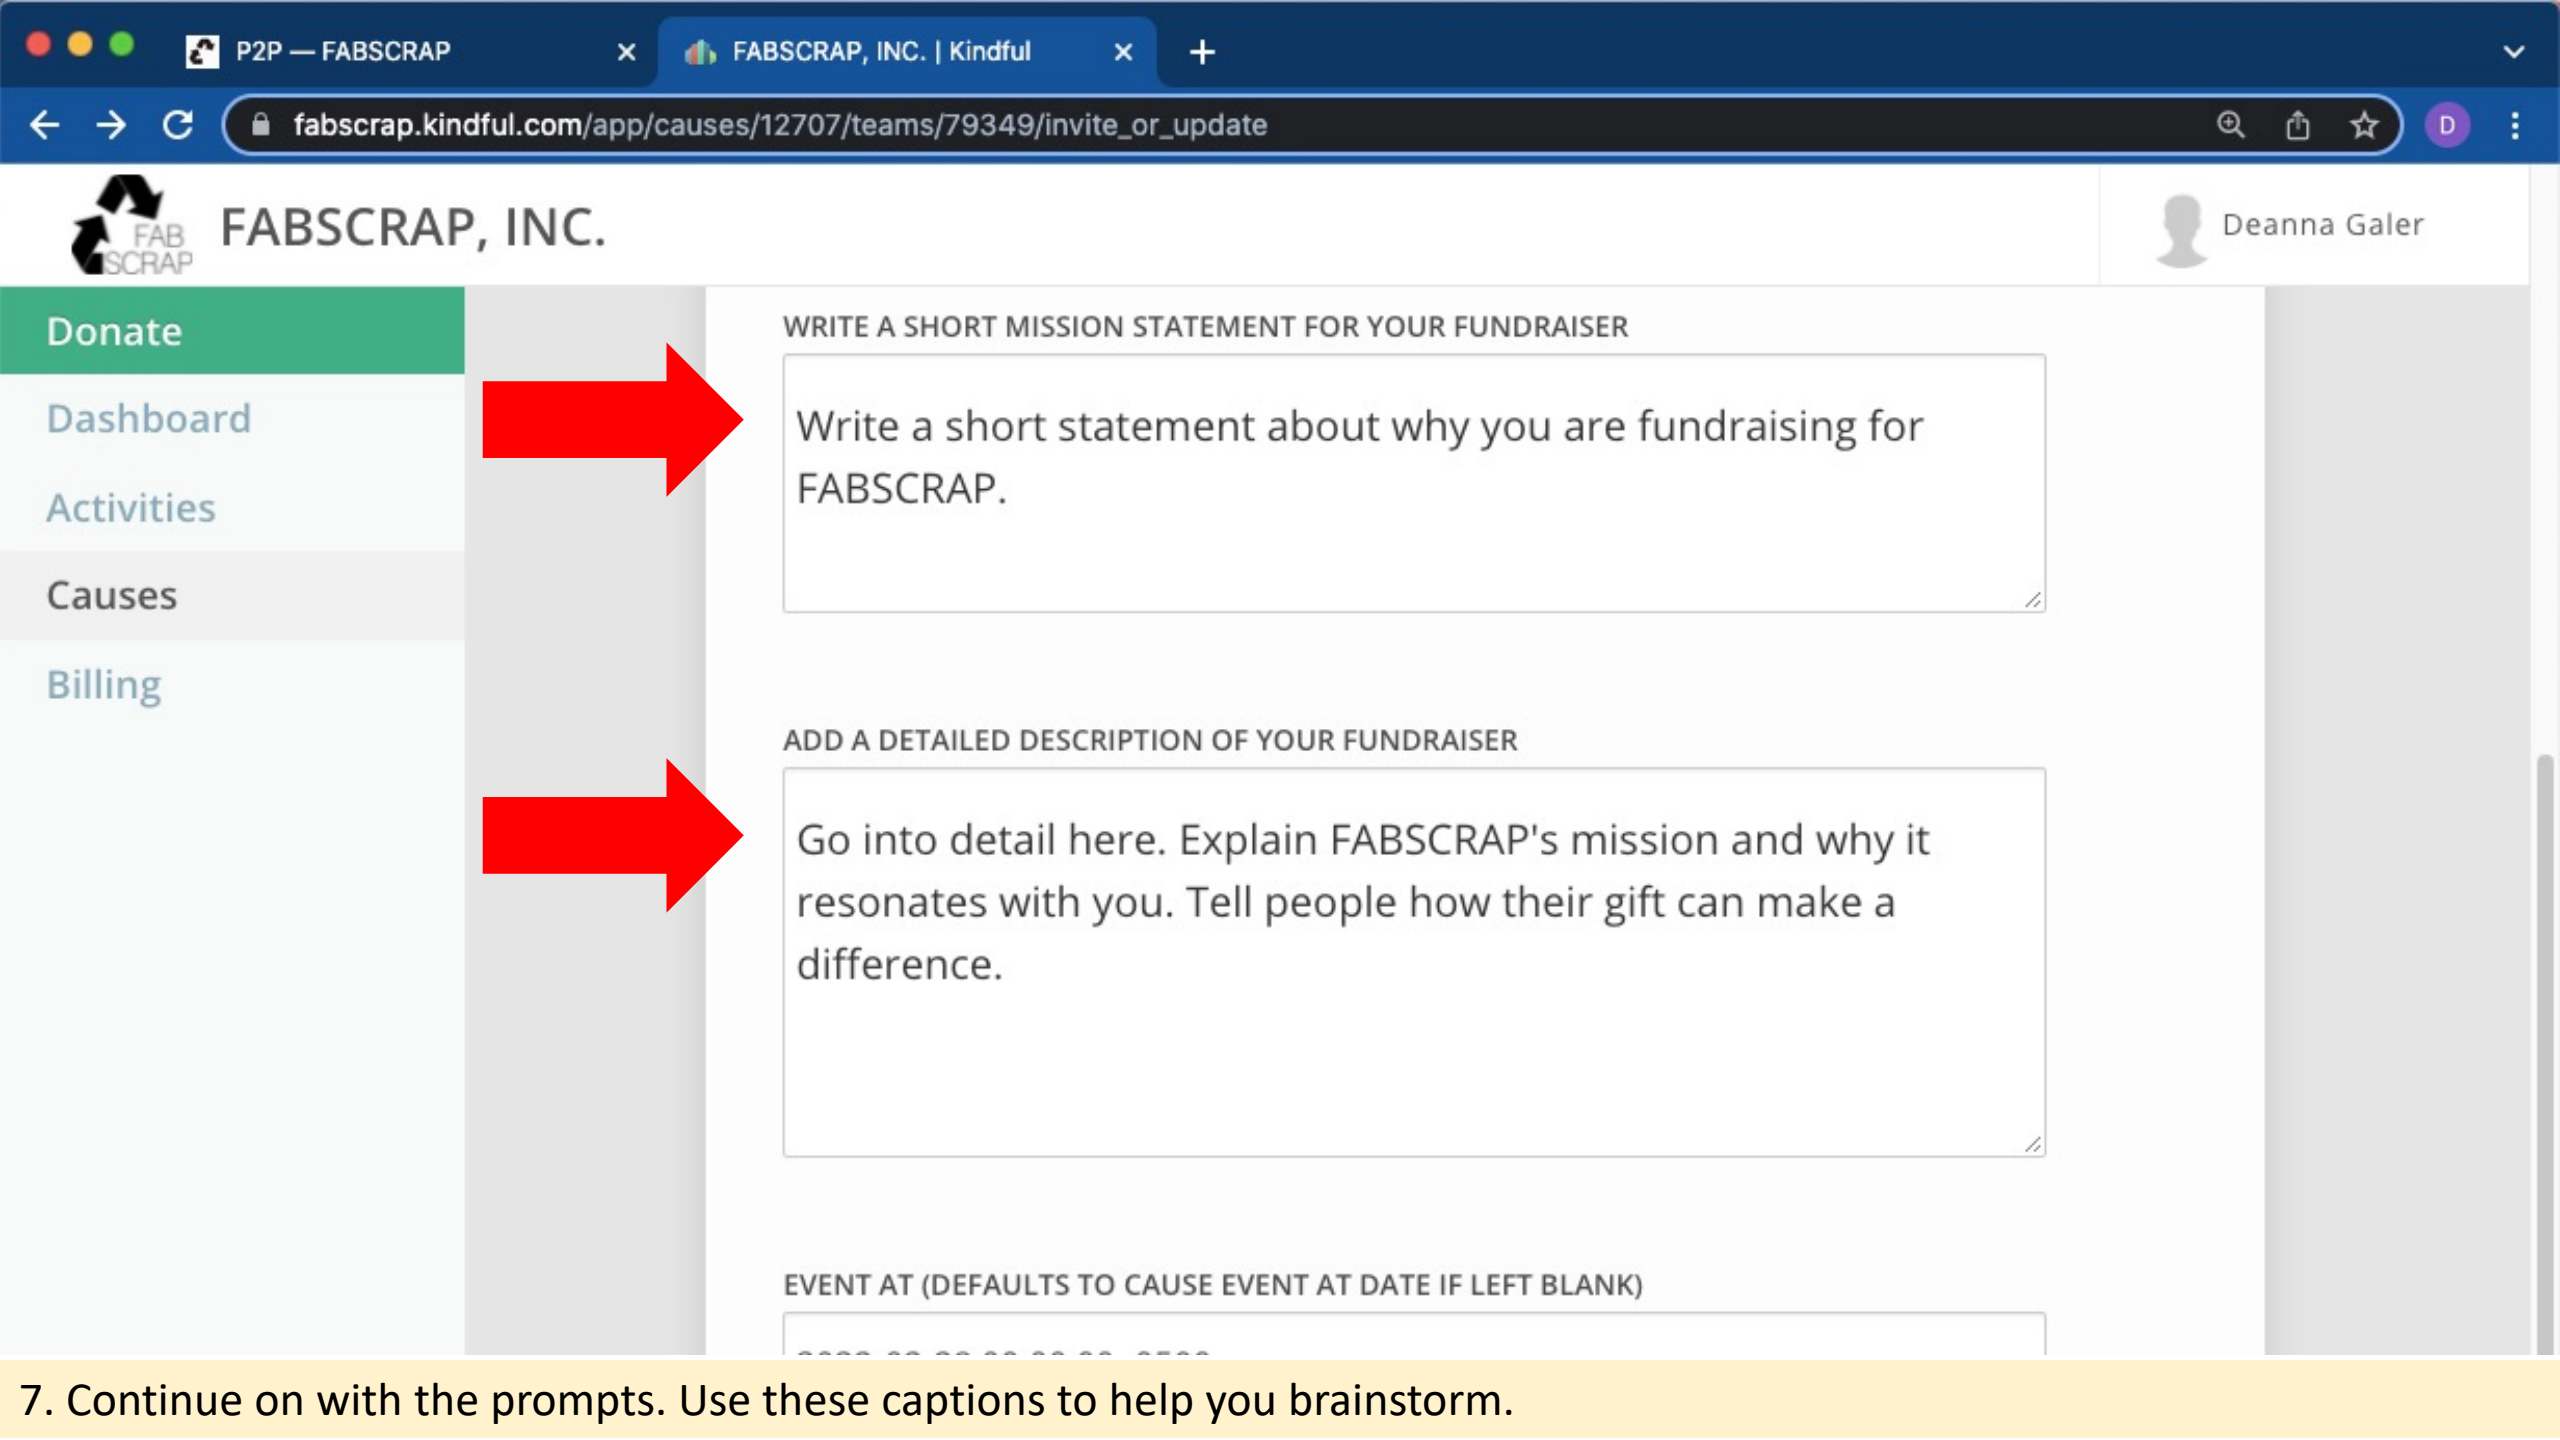 P2P — FABSCRAP
FABSCRAP, INC. | Kindful
fabscrap.kindful.com/app/causes/12707/teams/79349/invite_or_update
D
FAB
SCRAP
FABSCRAP, INC.
Deanna Galer
Donate
Dashboard
Activities
Causes
Billing
WRITE A SHORT MISSION STATEMENT FOR YOUR FUNDRAISER
Write a short statement about why you are fundraising for
FABSCRAP.
ADD A DETAILED DESCRIPTION OF YOUR FUNDRAISER
Go into detail here. Explain FABSCRAP's mission and why it
resonates with you. Tell people how their gift can make a
difference.
EVENT AT (DEFAULTS TO CAUSE EVENT AT DATE IF LEFT BLANK)
7. Continue on with the prompts. Use these captions to help you brainstorm.